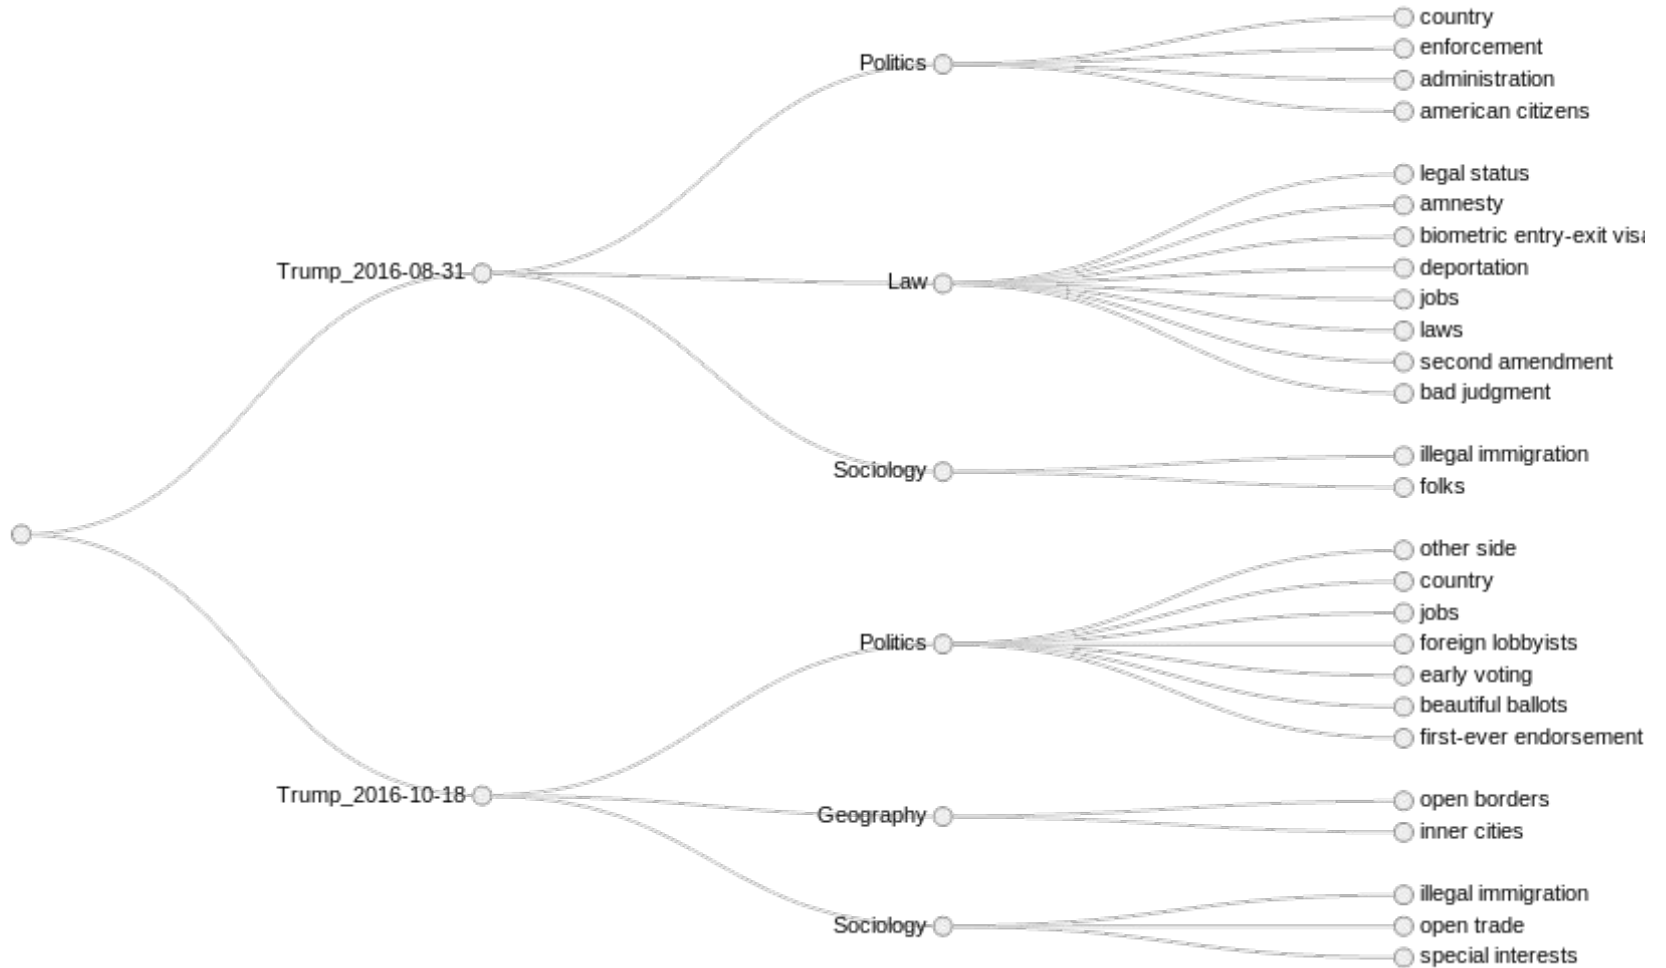 country
Politics
enforcement
administration
american citizens
legal status
amnesty
biometric entry-exit
Trump_2016-08-31
deportation
Law
jobs
laws
second amendment
bad judgment
illegal immigration
Sociology
folks
other side
country
jobs
Politics
foreign lobbyists
early voting
beautiful ballots
first-ever endorsement
Trump_2016-10-18
open borders
Geography
inner cities
illegal immigration
Sociology
open trade
special interests